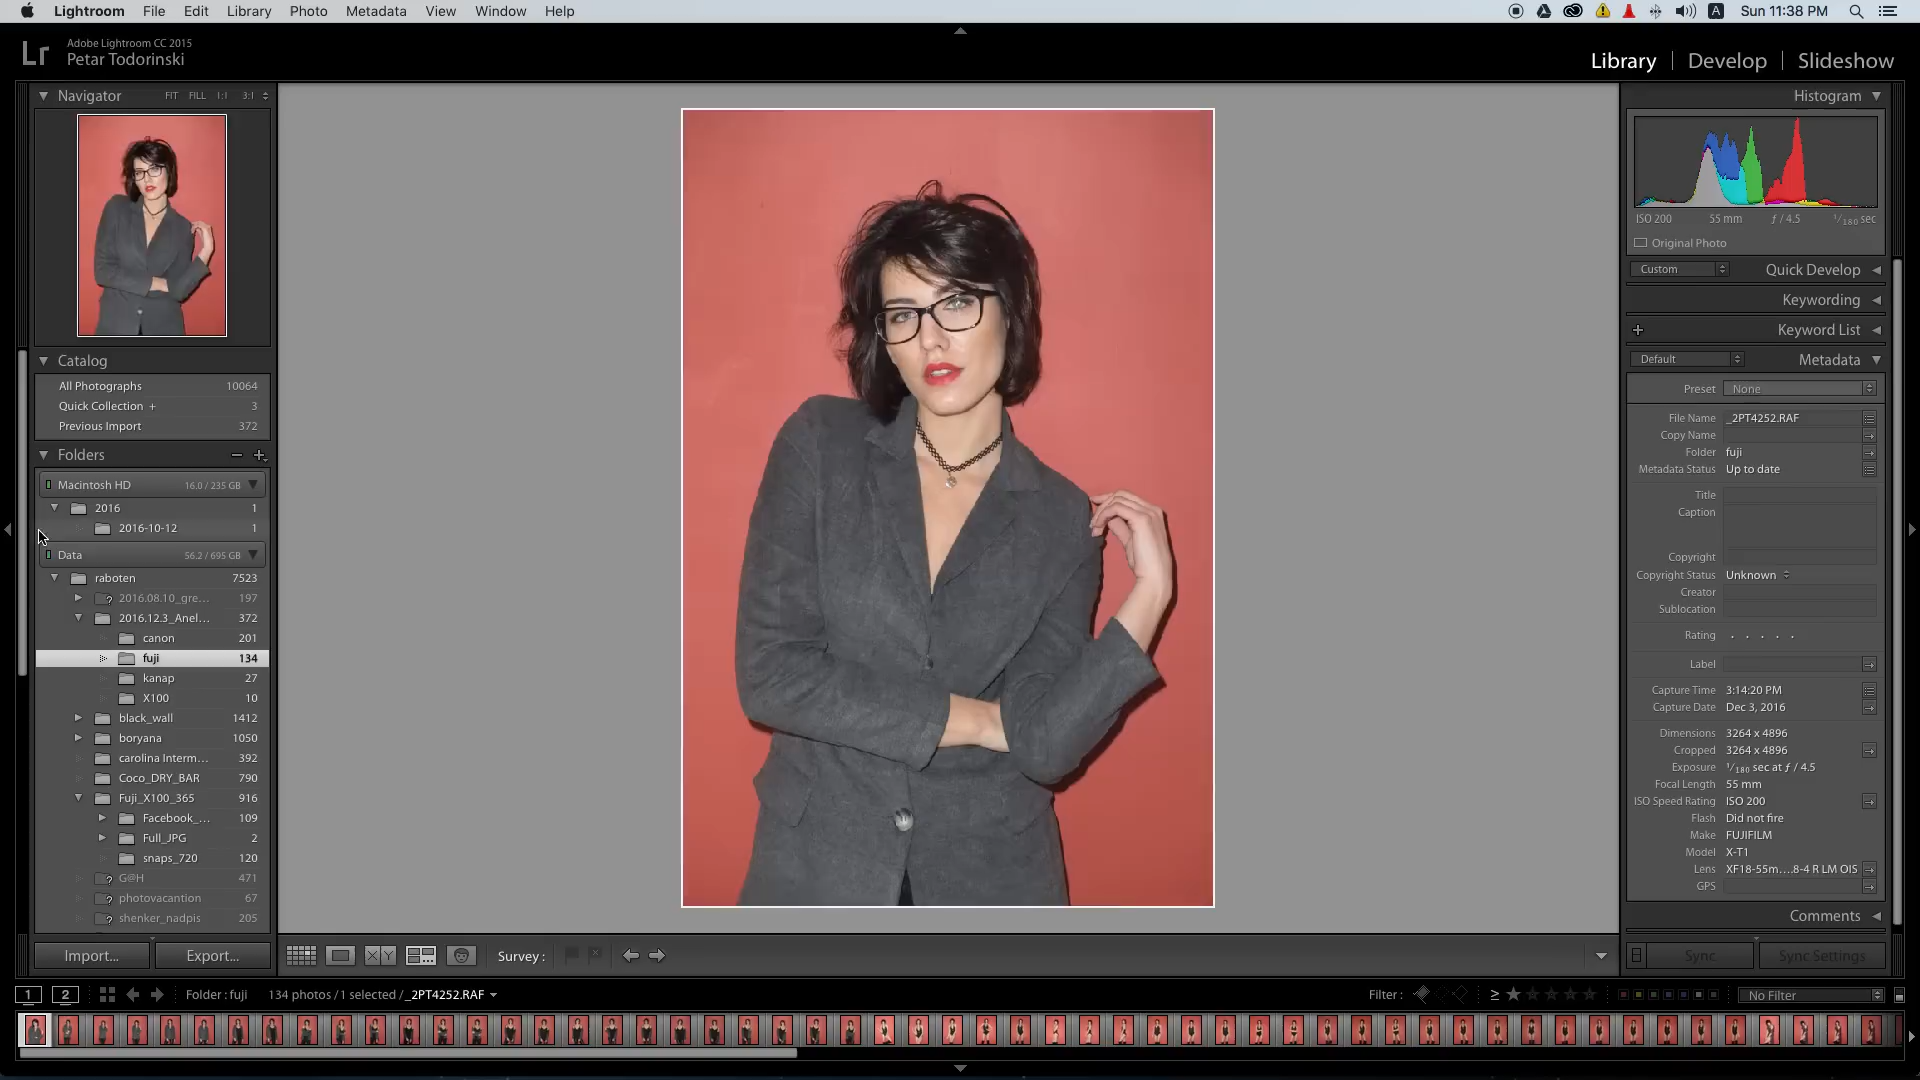 Lightroom File Edit Library Photo Metadata View Window Help A Sun 11:38 PM
Lr Adobe Lightroom CC 2015
Petar Todorinski
Library | Develop | Slideshow
Navigator FIT FILL 1:1 3:1
Catalog
All Photographs 10064
Quick Collection + 3
Previous Import 372
Folders − +
Macintosh HD 16.0 / 235 GB
2016 1
2016-10-12 1
Data 56.2 / 695 GB
raboten 7523
2016.08.10_gre... 197
2016.12.3_Anel... 372
canon 201
fuji 134
kanap 27
X100 10
black_wall 1412
boryana 1050
carolina Interm... 392
Coco_DRY_BAR 790
Fuji_X100_365 916
Facebook_... 109
Full_JPG 2
snaps_720 120
G@H 471
photovacantion 67
shenker_nadpis 205
Import... Export...
Histogram
ISO 200 55 mm ƒ / 4.5 1/180 sec
Original Photo
Custom Quick Develop
Keywording
+ Keyword List
Default Metadata
Preset None
File Name _2PT4252.RAF
Copy Name
Folder fuji
Metadata Status Up to date
Title
Caption
Copyright
Copyright Status Unknown
Creator
Sublocation
Rating . . . . .
Label
Capture Time 3:14:20 PM
Capture Date Dec 3, 2016
Dimensions 3264 x 4896
Cropped 3264 x 4896
Exposure 1/180 sec at ƒ / 4.5
Focal Length 55 mm
ISO Speed Rating ISO 200
Flash Did not fire
Make FUJIFILM
Model X-T1
Lens XF18-55m....8-4 R LM OIS
GPS
Comments
Sync Sync Settings
X Y Survey :
1 2 Folder : fuji 134 photos / 1 selected / _2PT4252.RAF Filter : ≥ No Filter